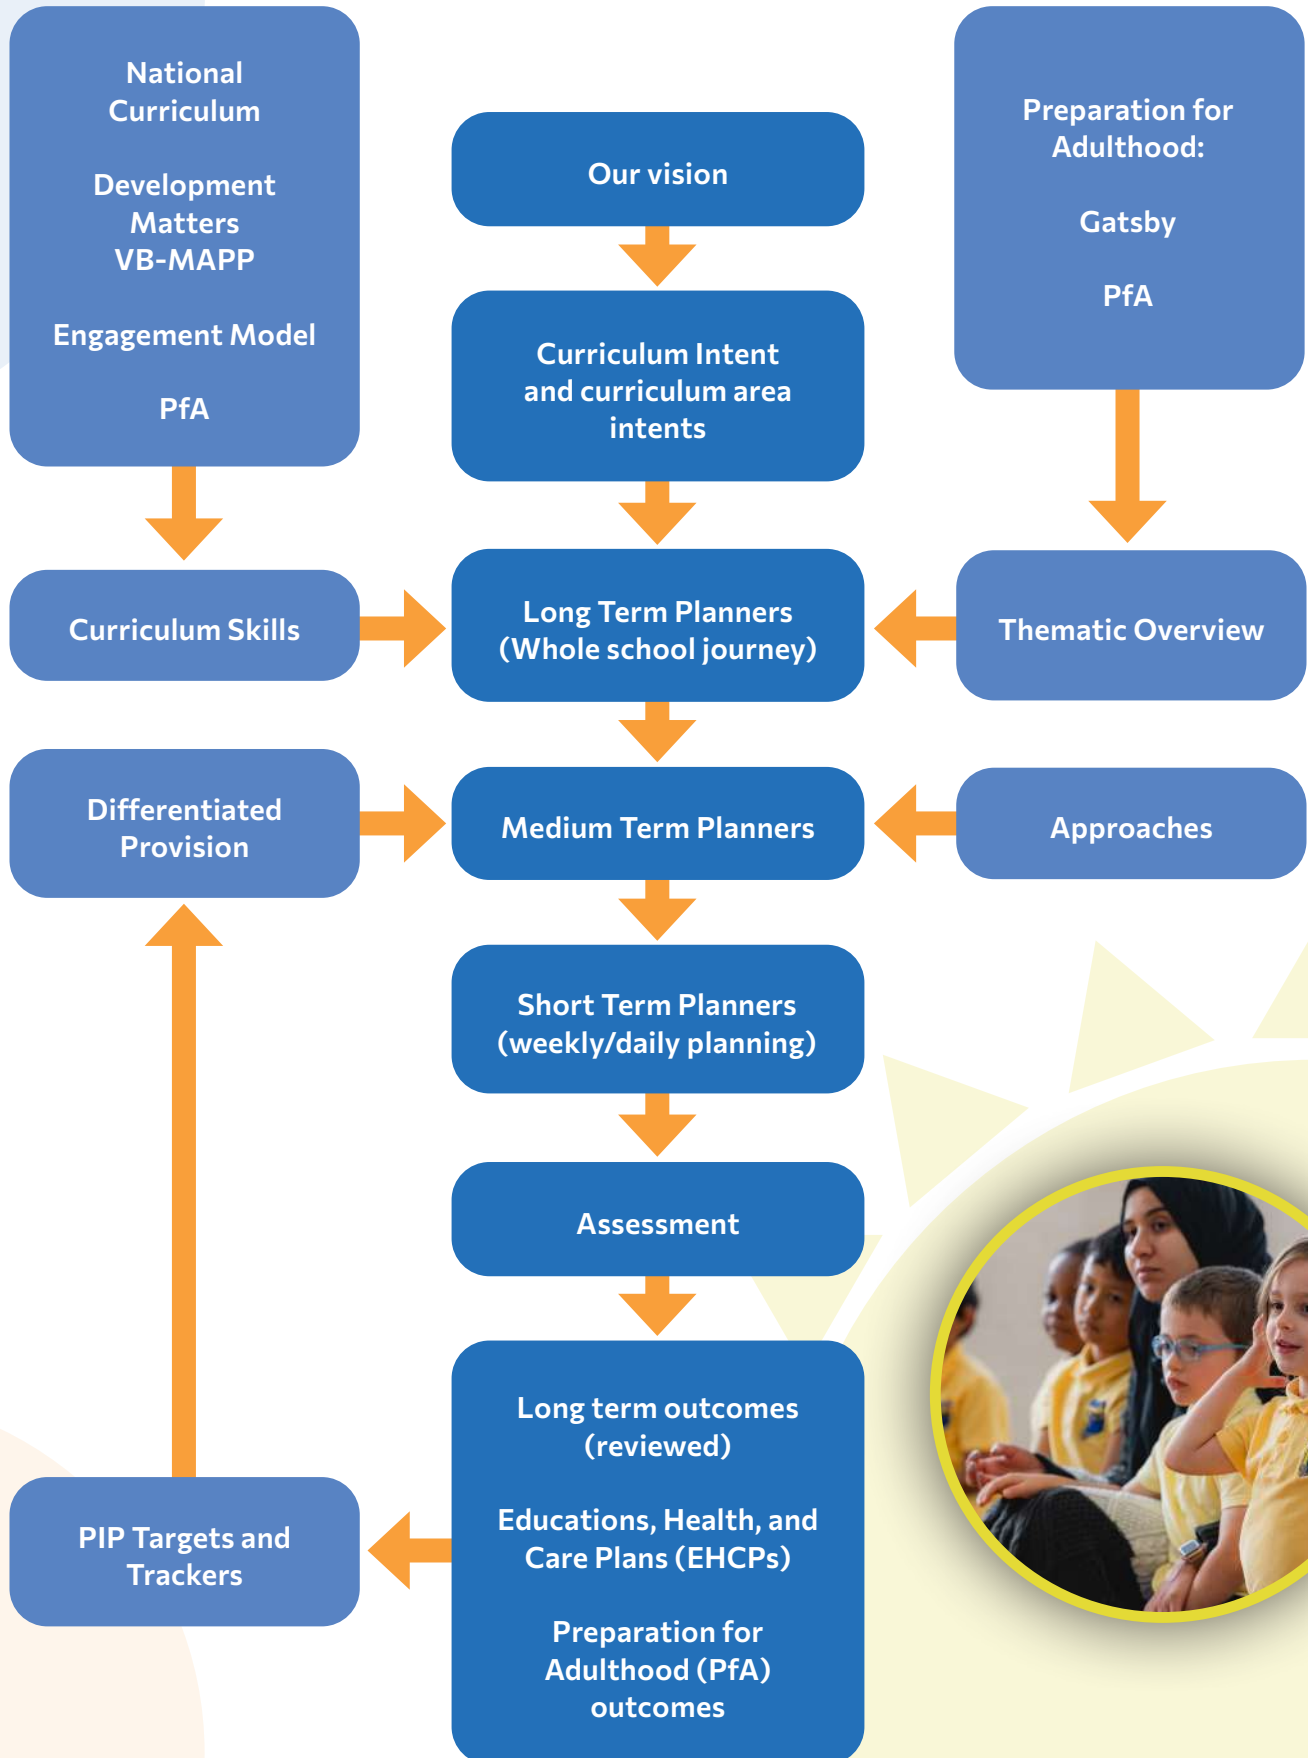 National
Curriculum
Development
Matters
VB-MAPP
Engagement Model
PfA
Our vision
Preparation for
Adulthood:
Gatsby
PfA
Curriculum Intent
and curriculum area
intents
Curriculum Skills
Long Term Planners
(Whole school journey)
Thematic Overview
Differentiated
Provision
Medium Term Planners
Approaches
Short Term Planners
(weekly/daily planning)
Assessment
Long term outcomes
(reviewed)
Educations, Health, and
Care Plans (EHCPs)
Preparation for
Adulthood (PfA)
outcomes
PIP Targets and
Trackers